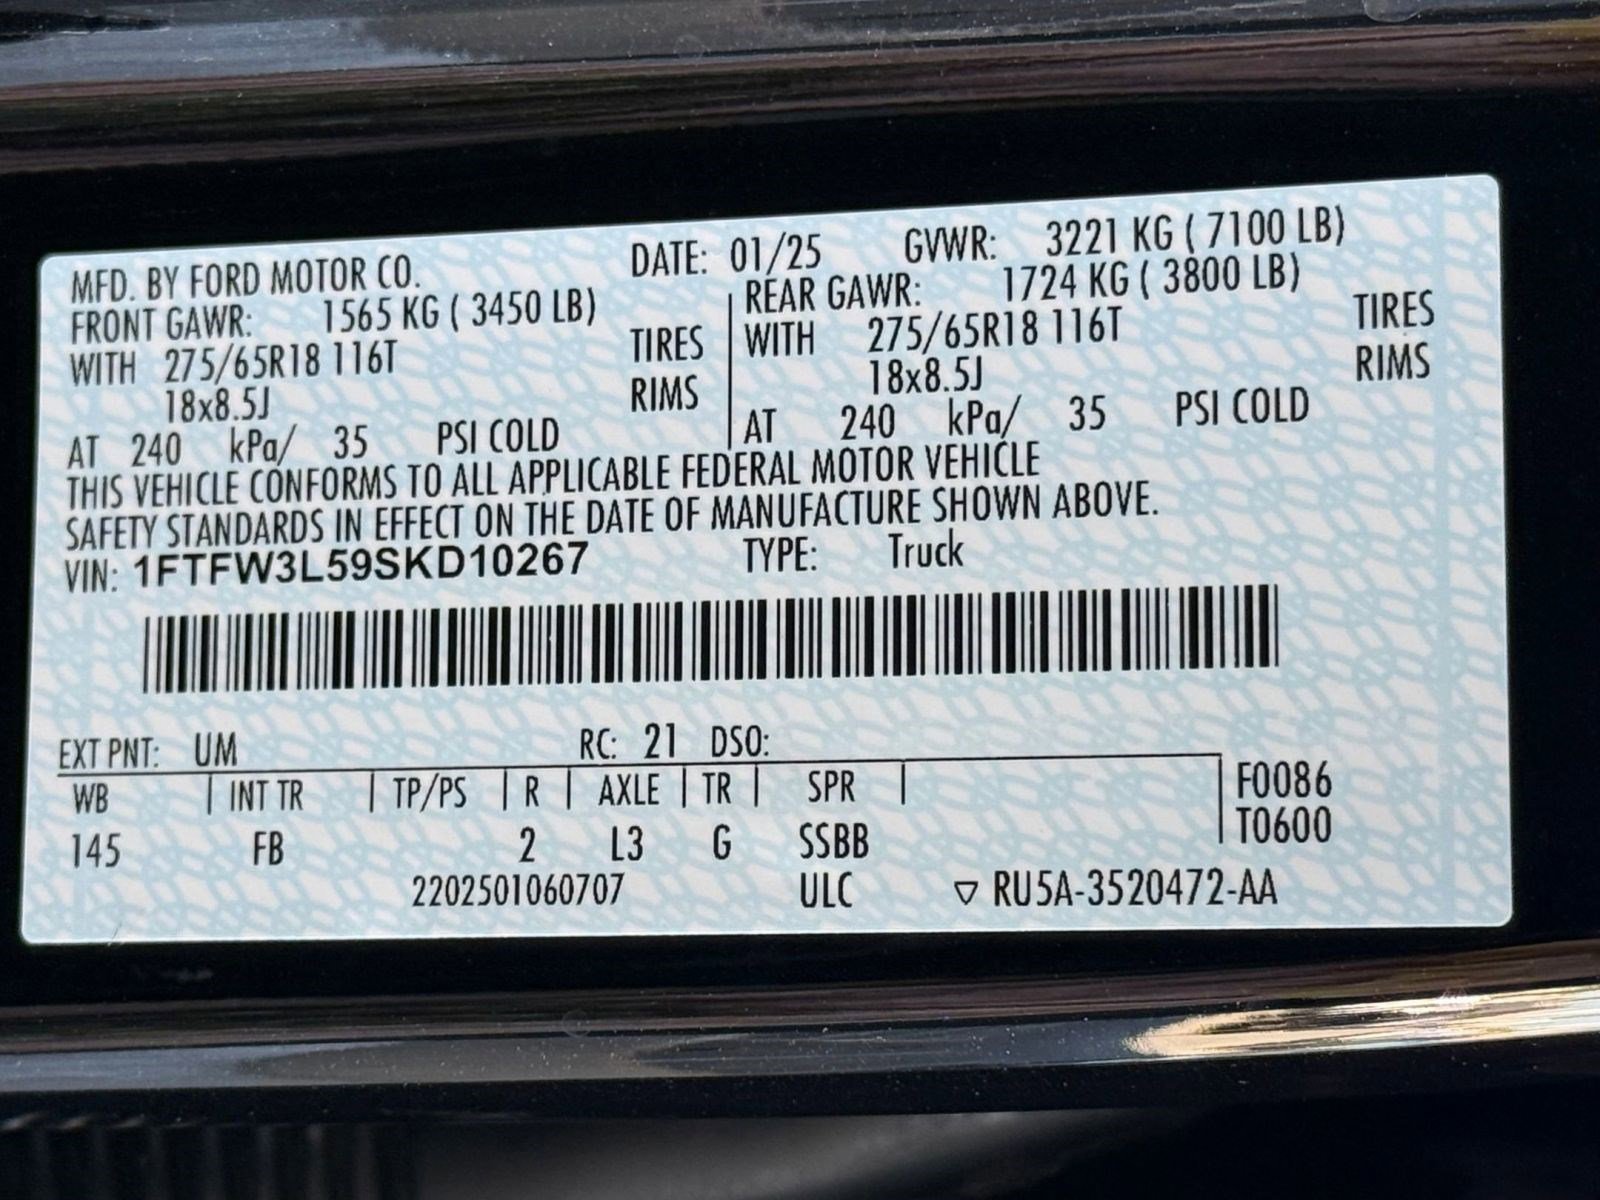 MFD. BY FORD MOTOR CO. DATE: 01/25 GVWR: 3221 KG ( 7100 LB)
FRONT GAWR: 1565 KG ( 3450 LB) REAR GAWR: 1724 KG ( 3800 LB)
WITH 275/65R18 116T TIRES WITH 275/65R18 116T TIRES
18x8.5J RIMS 18x8.5J RIMS
AT 240 kPa/ 35 PSI COLD AT 240 kPa/ 35 PSI COLD
THIS VEHICLE CONFORMS TO ALL APPLICABLE FEDERAL MOTOR VEHICLE
SAFETY STANDARDS IN EFFECT ON THE DATE OF MANUFACTURE SHOWN ABOVE.
VIN: 1FTFW3L59SKD10267 TYPE: Truck
EXT PNT: UM RC: 21 DSO:
WB INT TR TP/PS R AXLE TR SPR F0086
T0600
145 FB 2 L3 G SSBB
2202501060707 ULC ▽ RU5A-3520472-AA